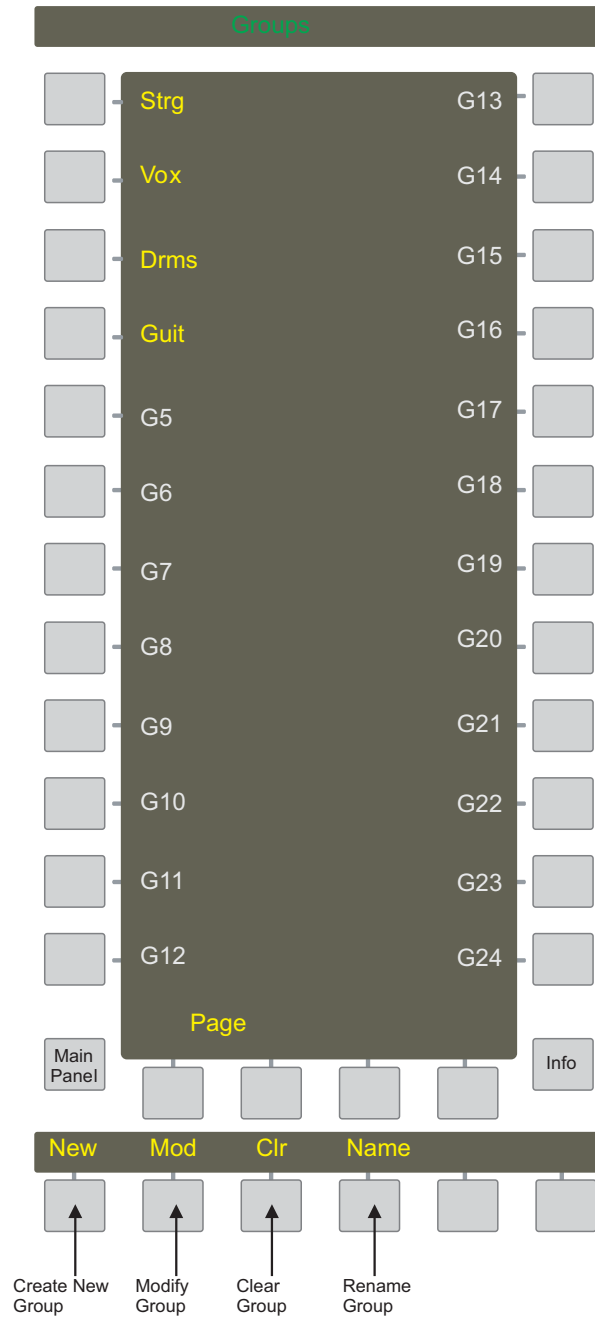 Groups
Strg G13
Vox G14
Drms G15
Guit G16
G5 G17
G6 G18
G7 G19
G8 G20
G9 G21
G10 G22
G11 G23
G12 G24
Page
Main
Panel
Info
New Mod Clr Name
Create New
Group
Modify
Group
Clear
Group
Rename
Group